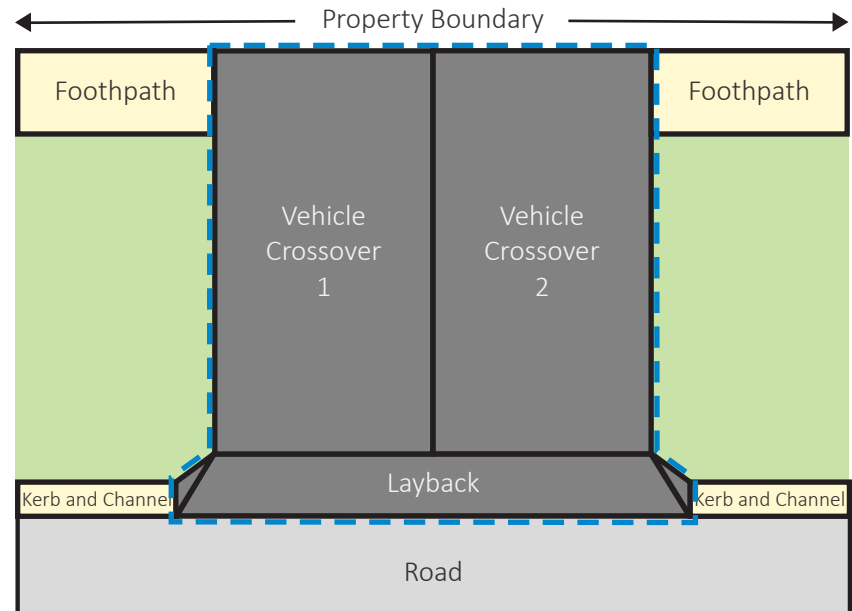 Property Boundary
Foothpath
Foothpath
Vehicle
Crossover
1
Vehicle
Crossover
2
Layback
Kerb and Channel
Kerb and Channel
Road